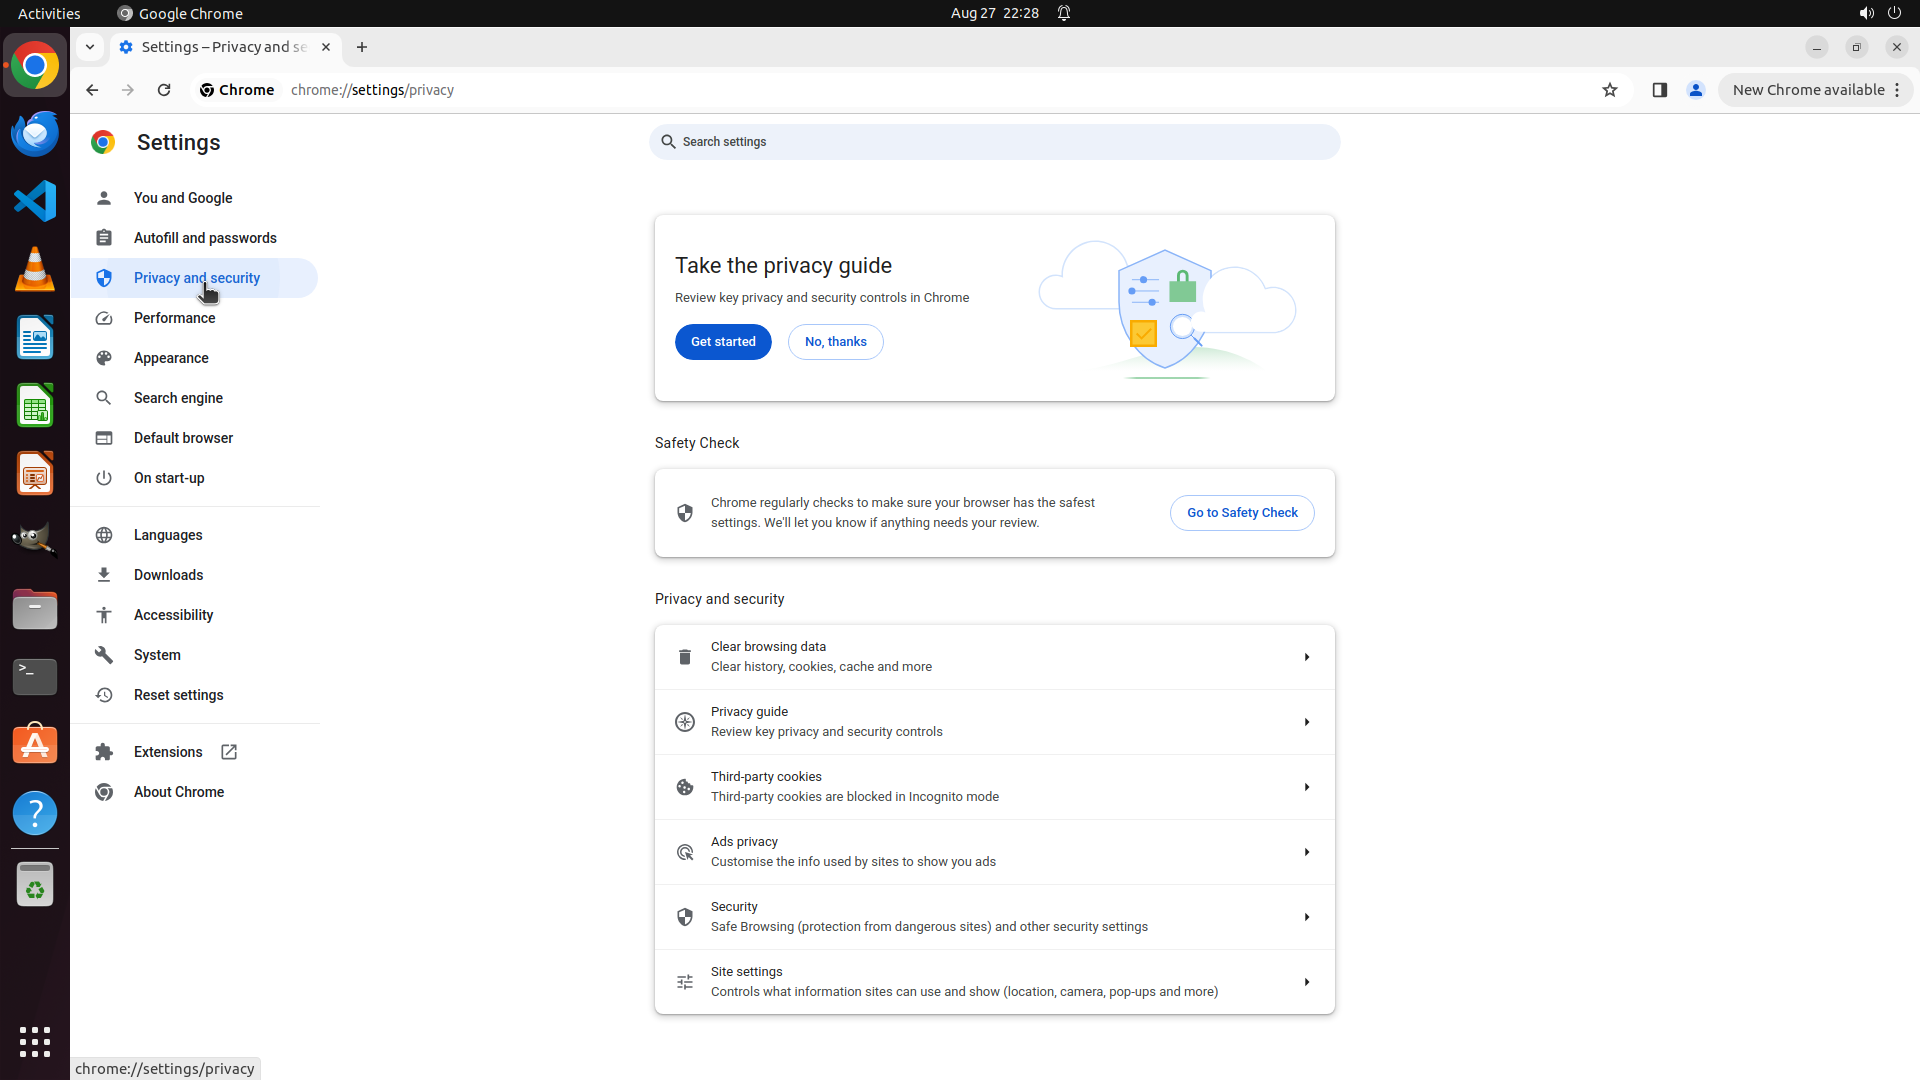 Activities
Google Chrome
Aug 27 22:28
Settings – Privacy and se
Chrome
chrome://settings/privacy
New Chrome available
Settings
Search settings
You and Google
Autofill and passwords
Privacy and security
Performance
Appearance
Search engine
Default browser
On start-up
Languages
Downloads
Accessibility
System
Reset settings
Extensions
About Chrome
Take the privacy guide
Review key privacy and security controls in Chrome
Get started
No, thanks
Safety Check
Chrome regularly checks to make sure your browser has the safest
settings. We'll let you know if anything needs your review.
Go to Safety Check
Privacy and security
Clear browsing data
Clear history, cookies, cache and more
Privacy guide
Review key privacy and security controls
Third-party cookies
Third-party cookies are blocked in Incognito mode
Ads privacy
Customise the info used by sites to show you ads
Security
Safe Browsing (protection from dangerous sites) and other security settings
Site settings
Controls what information sites can use and show (location, camera, pop-ups and more)
chrome://settings/privacy